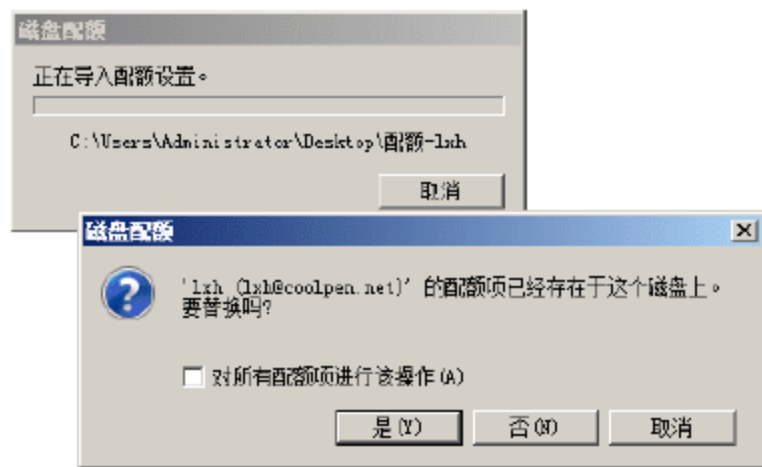 磁盘配额
正在导入配额设置。
C:\Users\Administrator\Desktop\配额-lxh
取消
磁盘配额
'lxh (lxh@coolpen.net)' 的配额项已经存在于这个磁盘上。
要替换吗?
对所有配额项进行该操作(A)
是(Y) 否(N) 取消